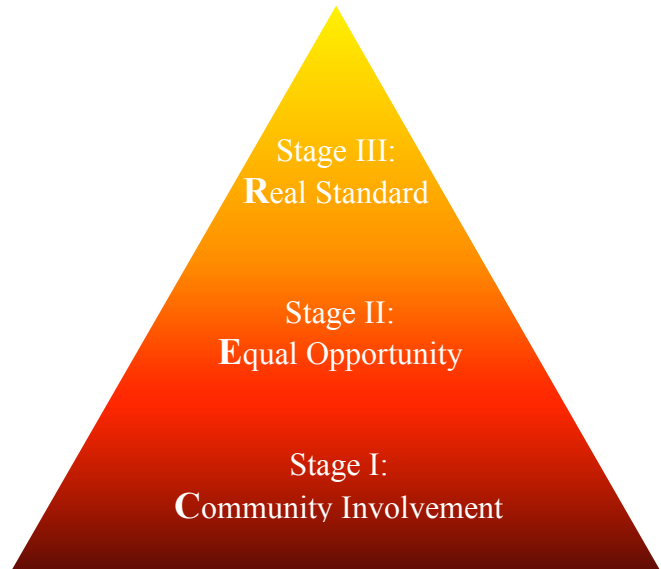 Stage III:
Real Standard
Stage II:
Equal Opportunity
Stage I:
Community Involvement